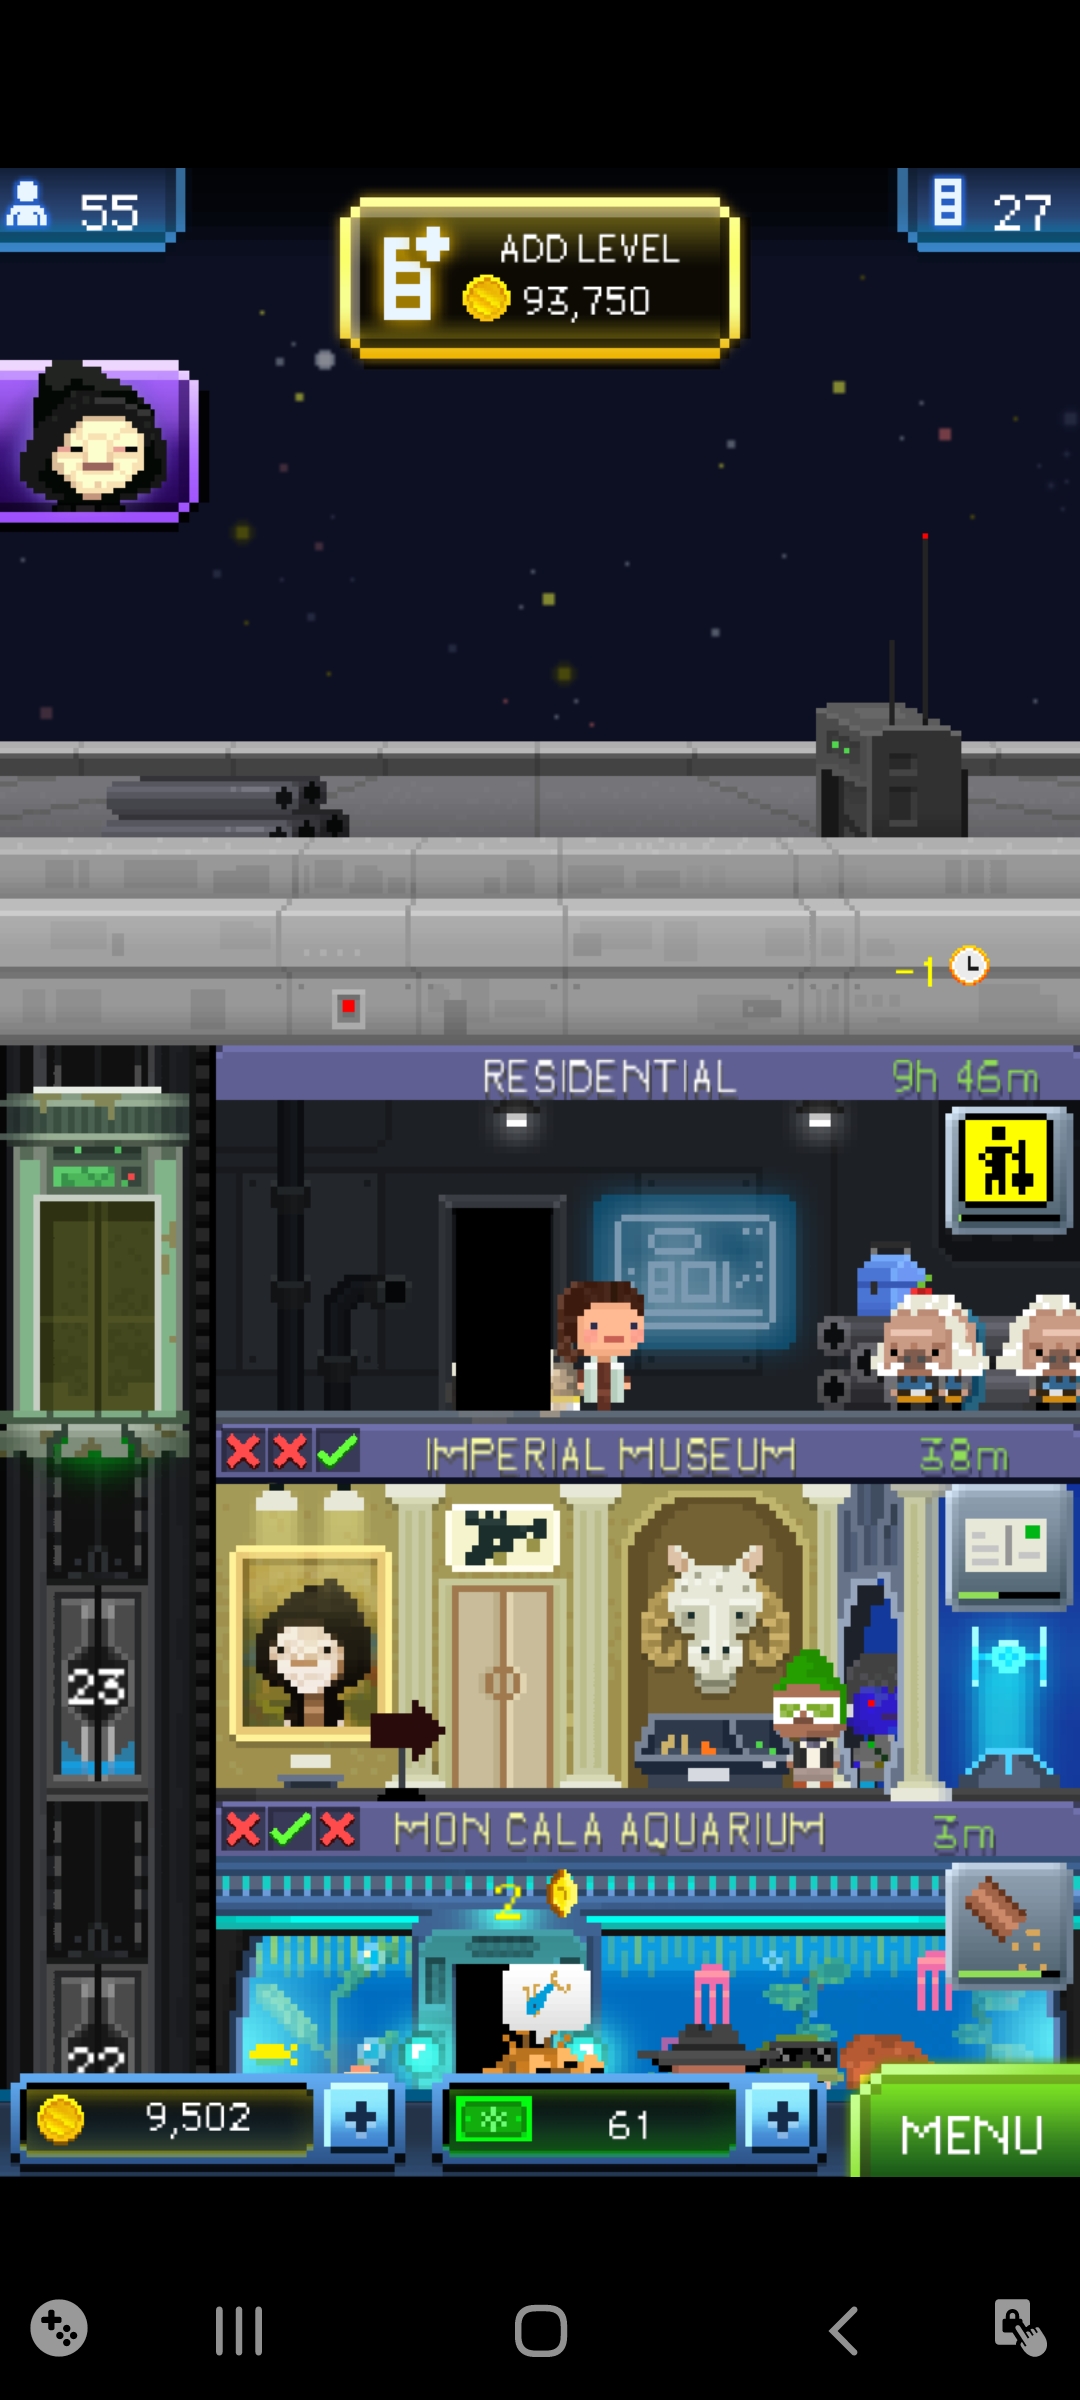 55
ADD LEVEL
93,750
27
-1
RESIDENTIAL 9h 46m
IMPERIAL MUSEUM 38m
23
MON CALA AQUARIUM 3m
2
22
9,502
61
MENU